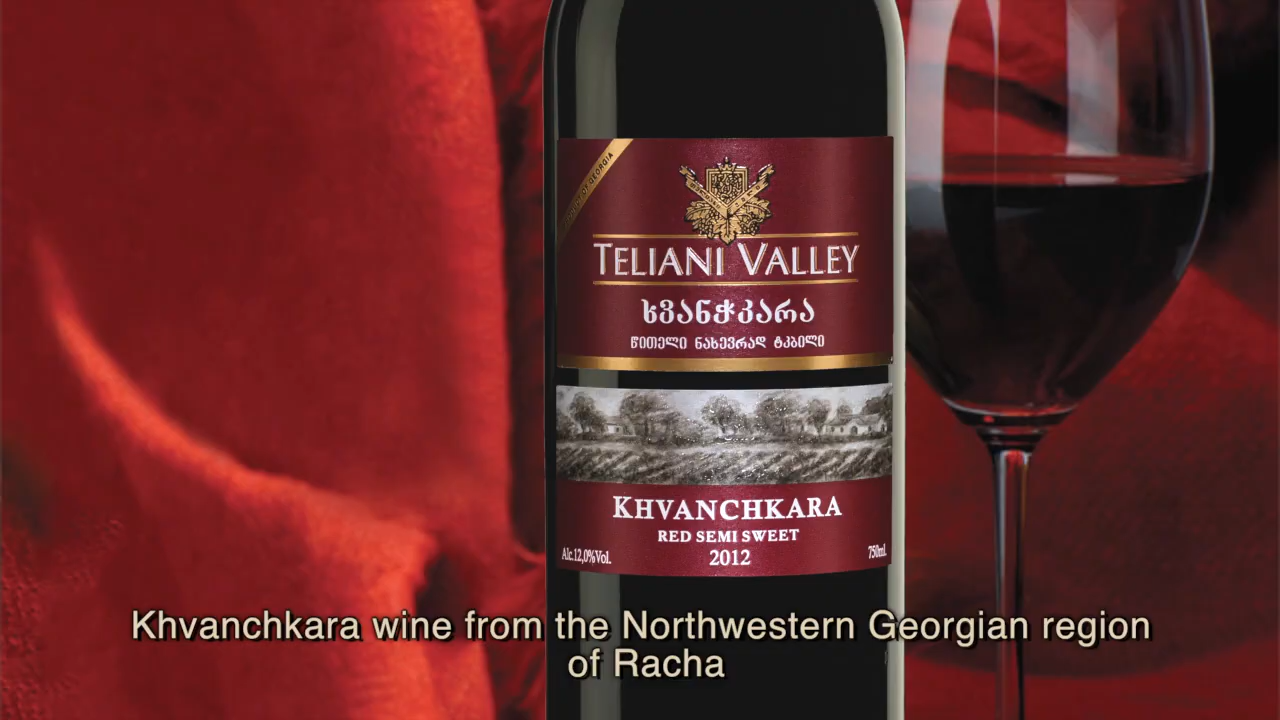 OF GEORGIA
TELIANI VALLEY
ხვანჭკარა
წითელი ნახევრად ტკბილი
KHVANCHKARA
RED SEMI SWEET
Alc.12,0%Vol.
2012
750ml.
Khvanchkara wine from the Northwestern Georgian region
of Racha